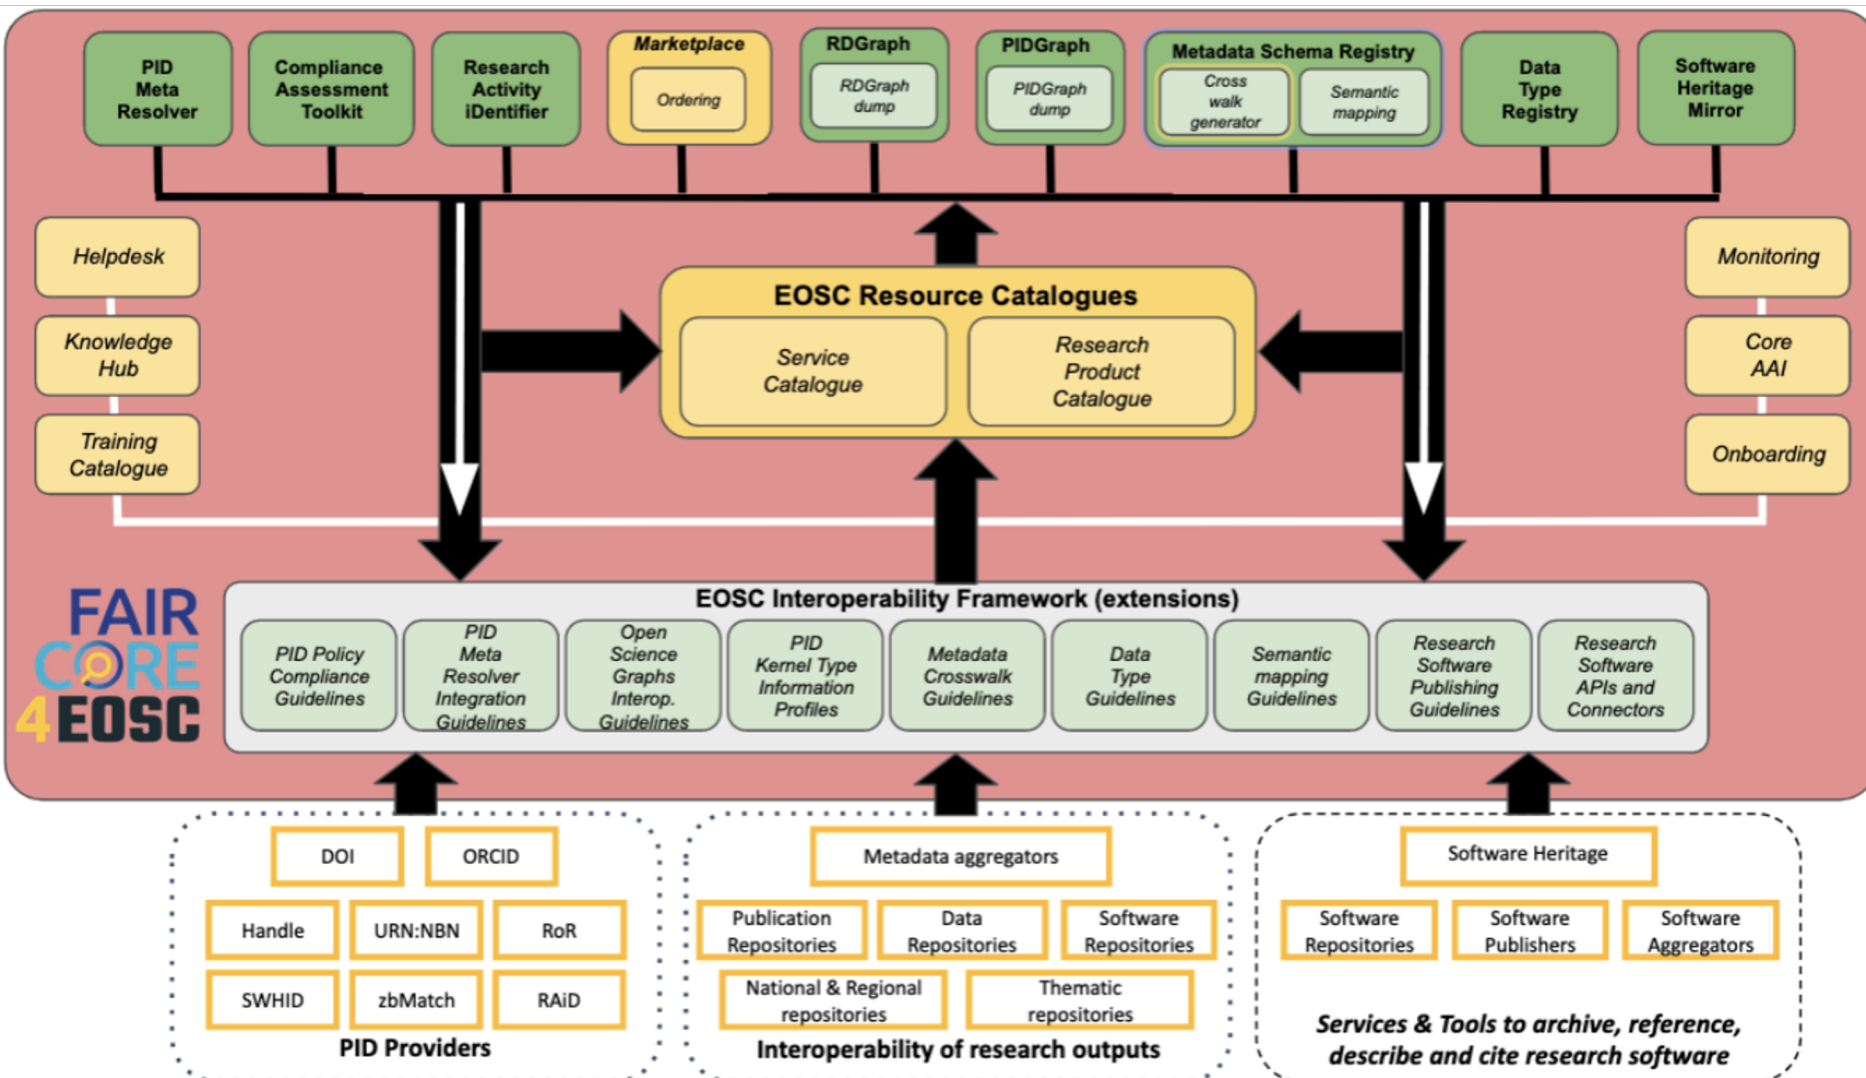 PID
Meta
Resolver
Compliance
Assessment
Toolkit
Research
Activity
iDentifier
Marketplace
Ordering
RDGraph
RDGraph
dump
PIDGraph
PIDGraph
dump
Metadata Schema Registry
Cross
walk
generator
Semantic
mapping
Data
Type
Registry
Software
Heritage
Mirror
Helpdesk
Knowledge
Hub
Training
Catalogue
EOSC Resource Catalogues
Service
Catalogue
Research
Product
Catalogue
Monitoring
Core
AAI
Onboarding
FAIR
CORE
4EOSC
EOSC Interoperability Framework (extensions)
PID Policy
Compliance
Guidelines
PID
Meta
Resolver
Integration
Guidelines
Open
Science
Graphs
Interop.
Guidelines
PID
Kernel Type
Information
Profiles
Metadata
Crosswalk
Guidelines
Data
Type
Guidelines
Semantic
mapping
Guidelines
Research
Software
Publishing
Guidelines
Research
Software
APIs and
Connectors
DOI
ORCID
Handle
URN:NBN
RoR
SWHID
zbMatch
RAiD
PID Providers
Metadata aggregators
Publication
Repositories
Data
Repositories
Software
Repositories
National & Regional
repositories
Thematic
repositories
Interoperability of research outputs
Software Heritage
Software
Repositories
Software
Publishers
Software
Aggregators
Services & Tools to archive, reference,
describe and cite research software